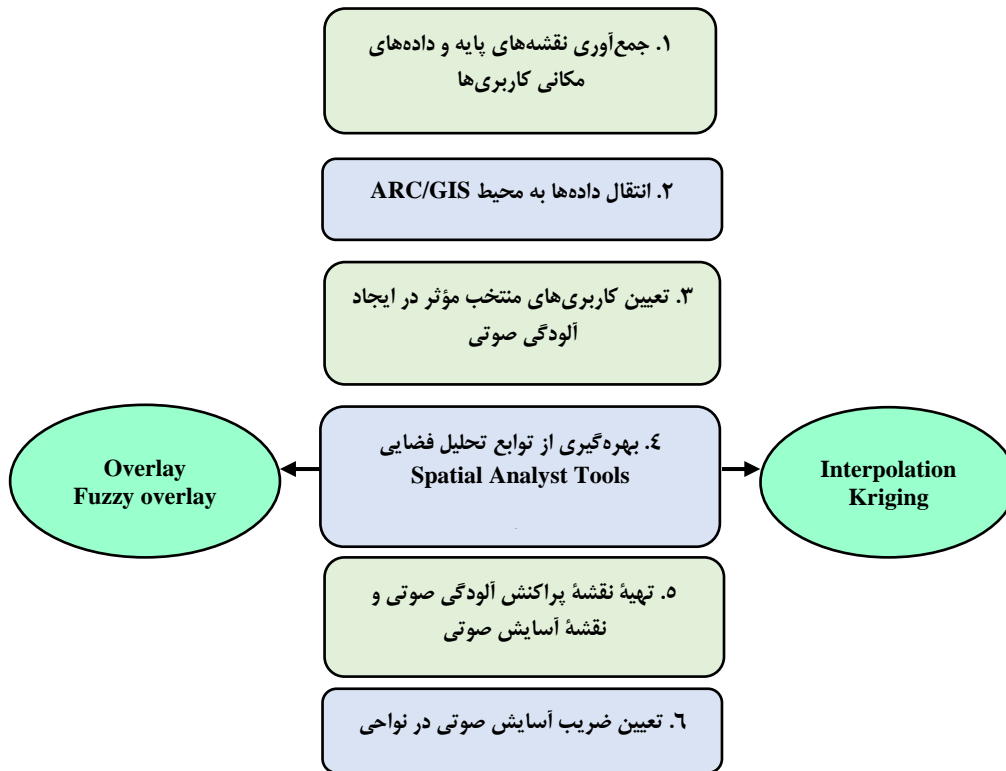 ۱. جمع‌آوری نقشه‌های پایه و داده‌های
مکانی کاربری‌ها
۲. انتقال داده‌ها به محیط ARC/GIS
۳. تعیین کاربری‌های منتخب مؤثر در ایجاد
آلودگی صوتی
٤. بهره‌گیری از توابع تحلیل فضایی
Spatial Analyst Tools
Overlay
Fuzzy overlay
Interpolation
Kriging
٥. تهیۀ نقشۀ پراکنش آلودگی صوتی و
نقشۀ آسایش صوتی
٦. تعیین ضریب آسایش صوتی در نواحی